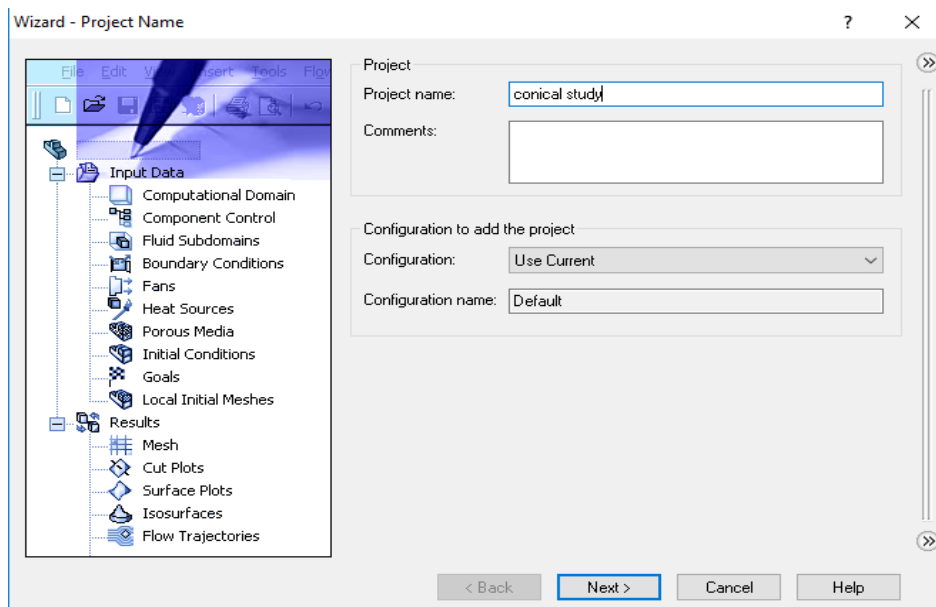 Wizard - Project Name
? ×
File Edit View Insert Tools Flow
Input Data
Computational Domain
Component Control
Fluid Subdomains
Boundary Conditions
Fans
Heat Sources
Porous Media
Initial Conditions
Goals
Local Initial Meshes
Results
Mesh
Cut Plots
Surface Plots
Isosurfaces
Flow Trajectories
Project
Project name: conical study
Comments:
Configuration to add the project
Configuration: Use Current
Configuration name: Default
< Back Next > Cancel Help